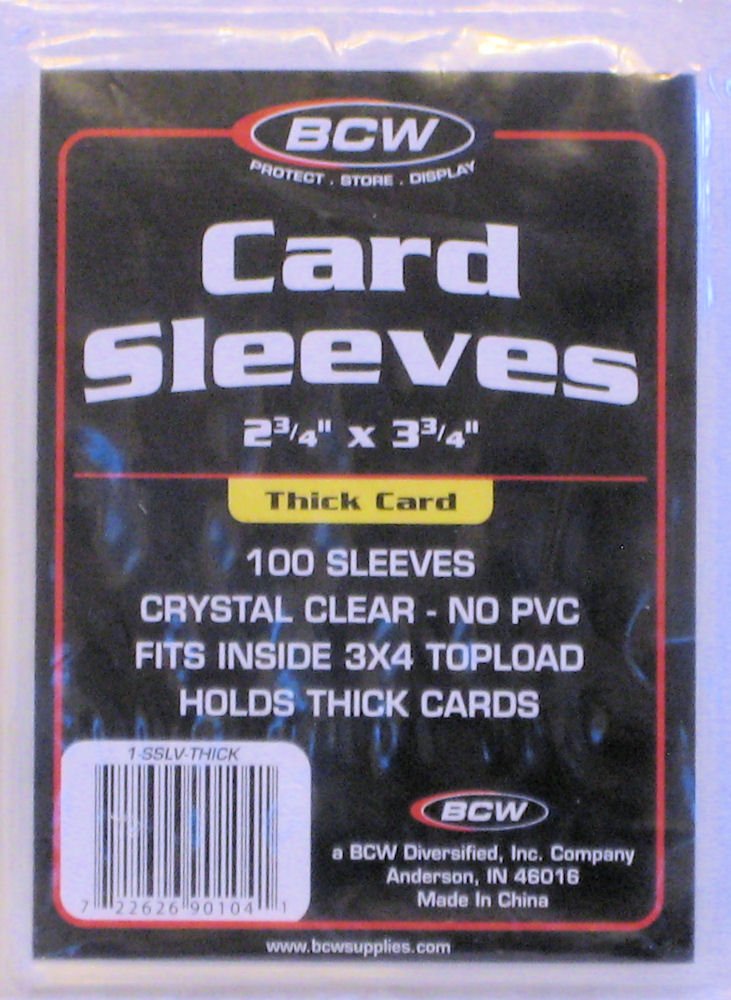 BCW
PROTECT . STORE . DISPLAY
Card
Sleeves
2 3/4" x 3 3/4"
Thick Card
100 SLEEVES
CRYSTAL CLEAR - NO PVC
FITS INSIDE 3X4 TOPLOAD
HOLDS THICK CARDS
1-SSLV-THICK
7 22626 90104 1
BCW
a BCW Diversified, Inc. Company
Anderson, IN 46016
Made In China
www.bcwsupplies.com